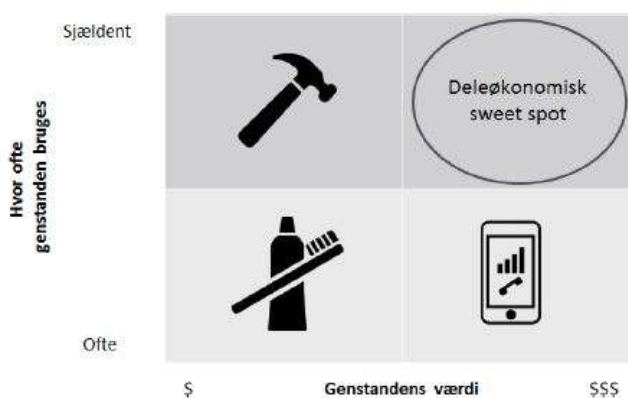 Sjældent
Deleøkonomisk
sweet spot
Hvor ofte
genstanden bruges
Ofte
$ Genstandens værdi $$$